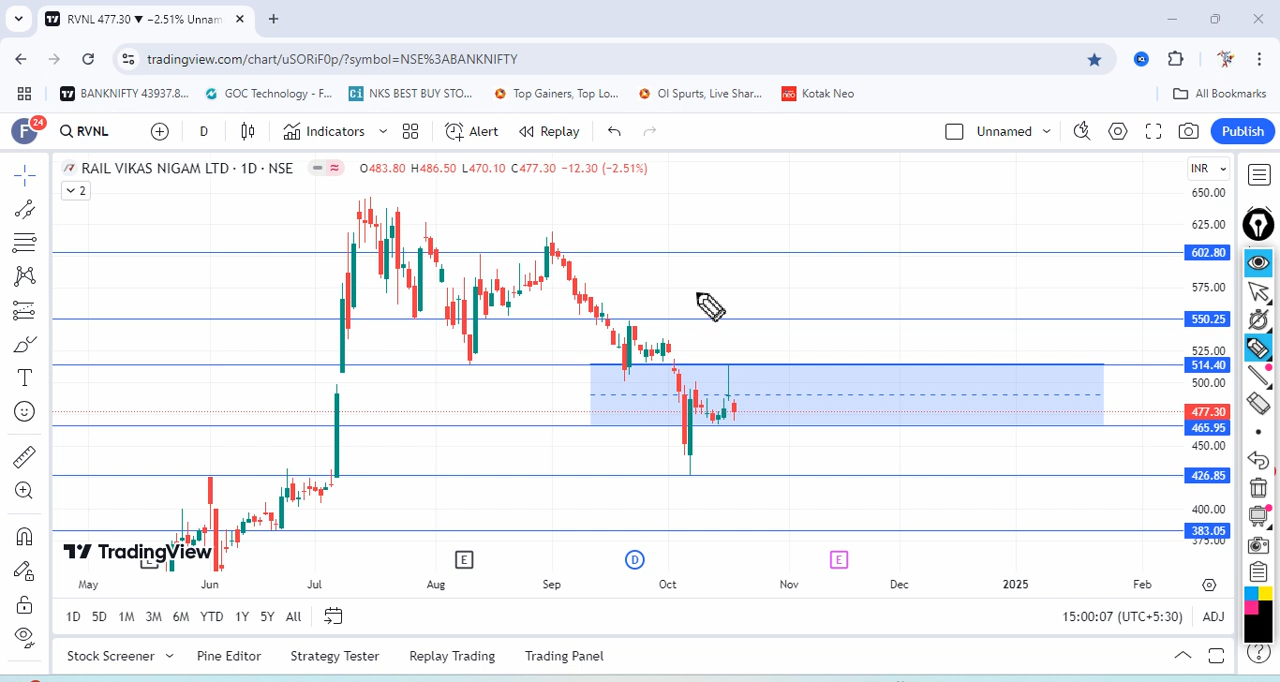 RVNL 477.30 ▼ −2.51% Unnam
tradingview.com/chart/uSORiF0p/?symbol=NSE%3ABANKNIFTY
BANKNIFTY 43937.8...
GOC Technology - F...
NKS BEST BUY STO...
Top Gainers, Top Lo...
OI Spurts, Live Shar...
neo Kotak Neo
All Bookmarks
F 24
RVNL
D
Indicators
Alert
Replay
Unnamed
Publish
RAIL VIKAS NIGAM LTD · 1D · NSE
O483.80 H486.50 L470.10 C477.30 −12.30 (−2.51%)
INR
2
650.00
625.00
602.80
575.00
550.25
525.00
514.40
500.00
477.30
465.95
450.00
426.85
400.00
383.05
375.00
TradingView
E
E
D
E
May Jun Jul Aug Sep Oct Nov Dec 2025 Feb
1D 5D 1M 3M 6M YTD 1Y 5Y All
15:00:07 (UTC+5:30) ADJ
Stock Screener
Pine Editor
Strategy Tester
Replay Trading
Trading Panel